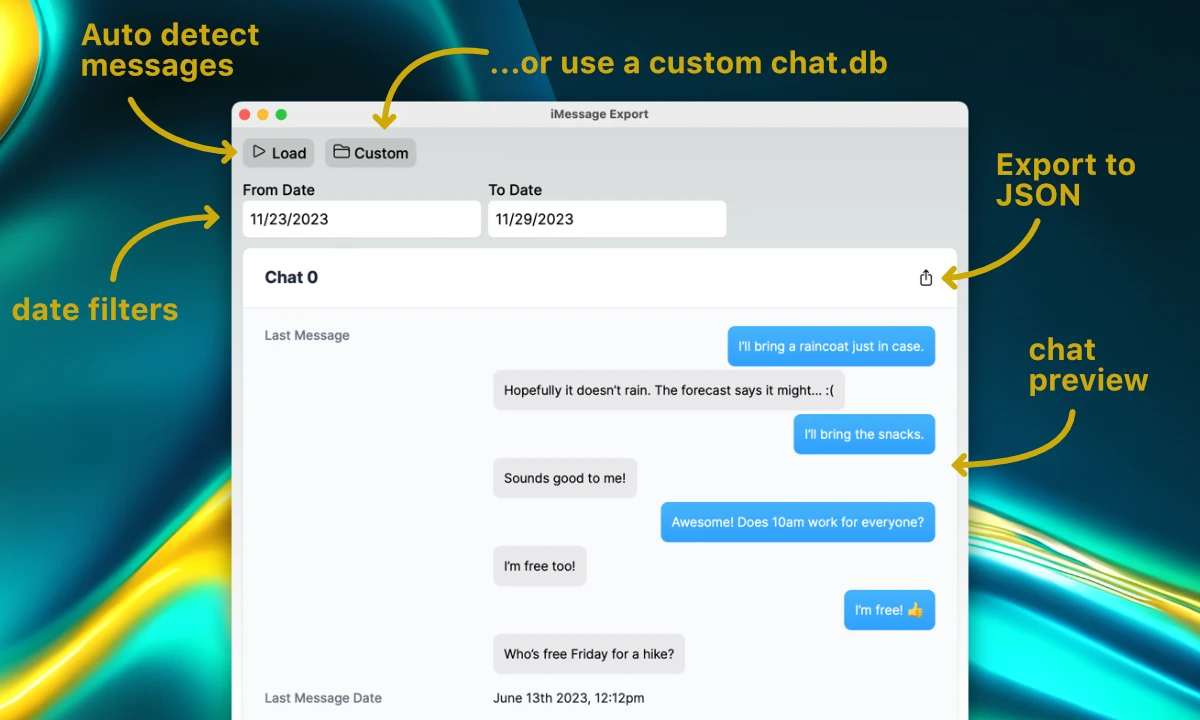 Auto detect
messages
...or use a custom chat.db
iMessage Export
Load
Custom
Export to
JSON
From Date
To Date
11/23/2023
11/29/2023
date filters
Chat 0
Last Message
I’ll bring a raincoat just in case.
chat
preview
Hopefully it doesn’t rain. The forecast says it might... :(
I’ll bring the snacks.
Sounds good to me!
Awesome! Does 10am work for everyone?
I’m free too!
I’m free! 👍
Who’s free Friday for a hike?
Last Message Date
June 13th 2023, 12:12pm